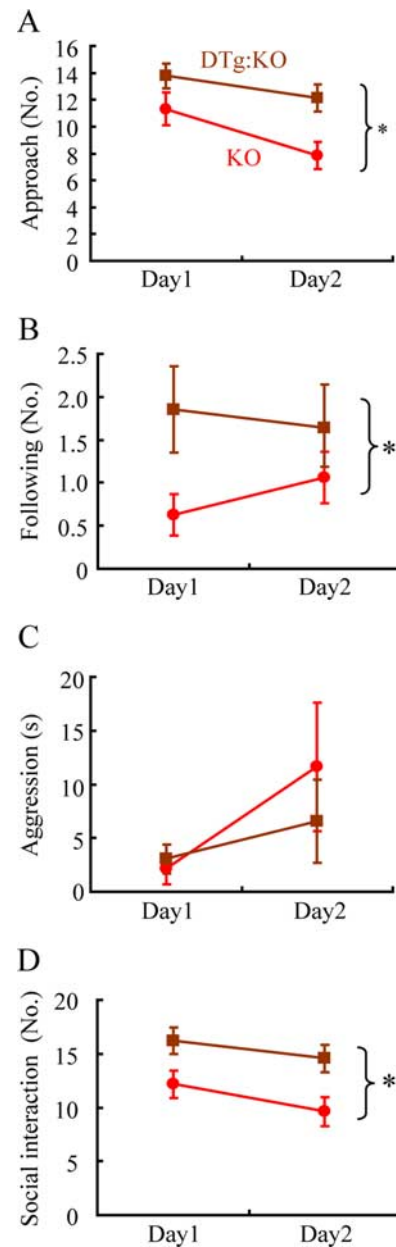 A
Approach (No.)
16
14
12
10
8
6
4
2
0
DTg:KO
KO
*
Day1 Day2
B
Following (No.)
2.5
2.0
1.5
1.0
0.5
0
*
Day1 Day2
C
Aggression (s)
20
15
10
5
0
Day1 Day2
D
Social interaction (No.)
20
15
10
5
0
*
Day1 Day2